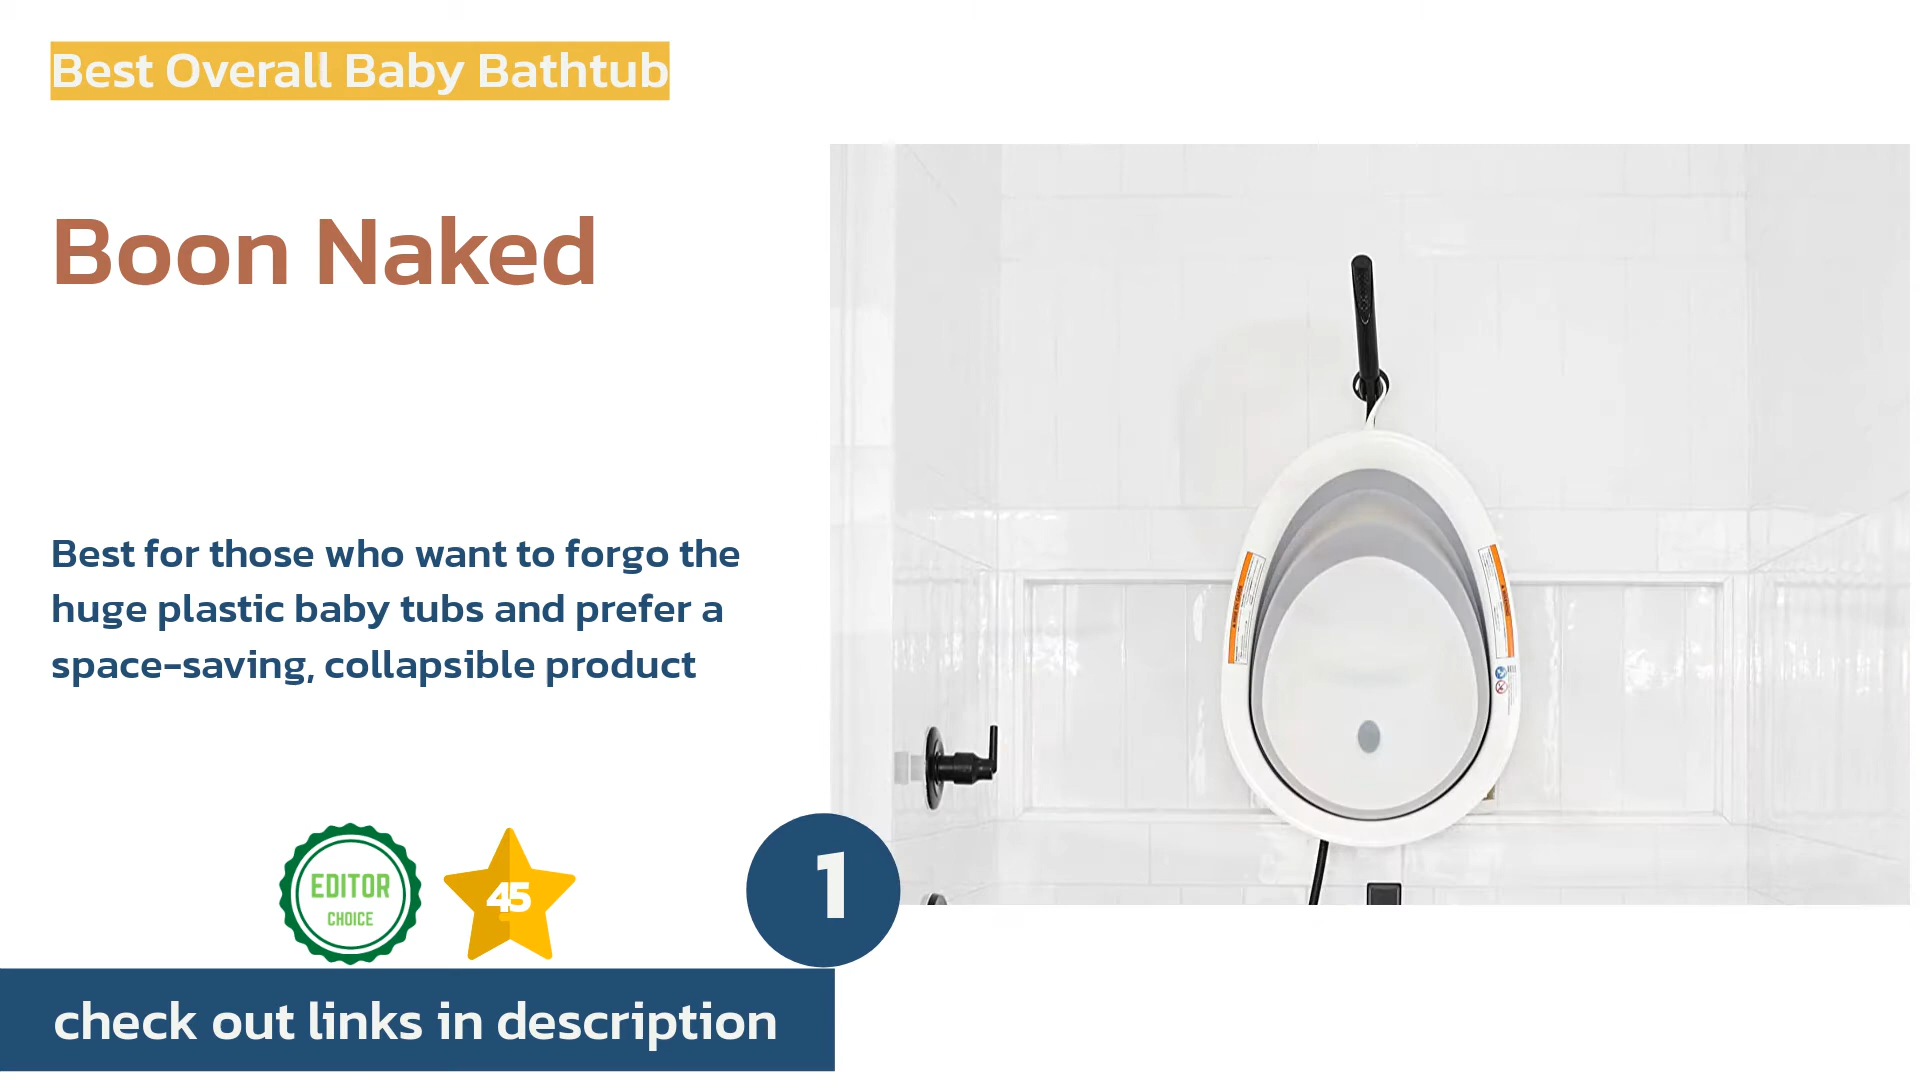 Best Overall Baby Bathtub
Boon Naked
Best for those who want to forgo the
huge plastic baby tubs and prefer a
space-saving, collapsible product
EDITOR
CHOICE
45
1
check out links in description